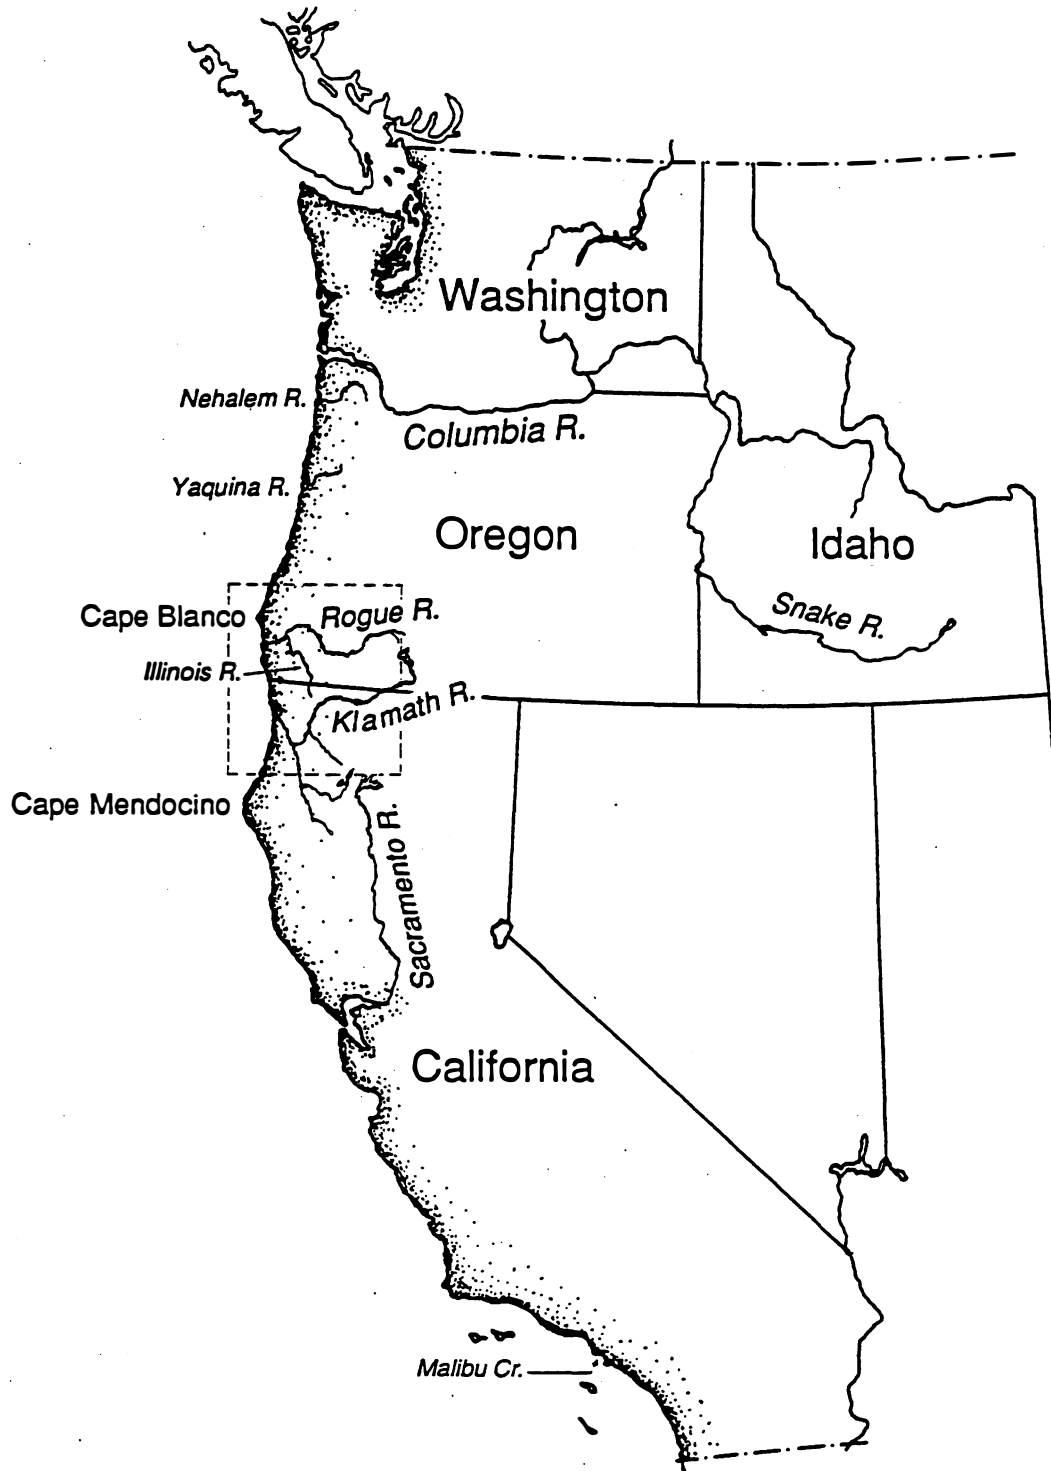 Washington
Nehalem R.
Columbia R.
Yaquina R.
Oregon
Idaho
Cape Blanco
Rogue R.
Snake R.
Illinois R.
Klamath R.
Cape Mendocino
Sacramento R.
California
Malibu Cr.